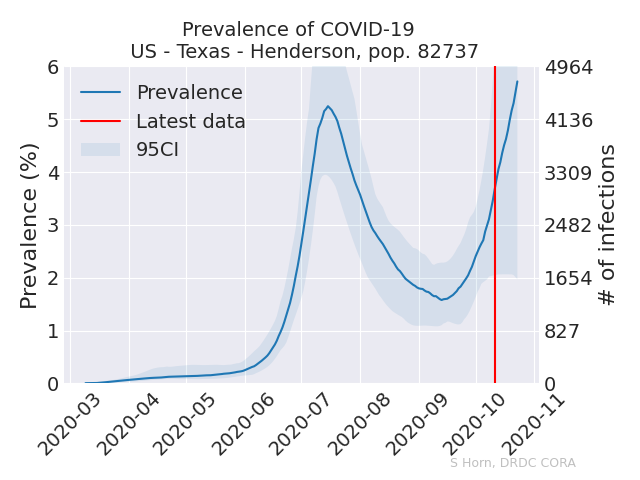 Prevalence of COVID-19
US - Texas - Henderson, pop. 82737
Prevalence
Latest data
95CI
Prevalence (%)
6
5
4
3
2
1
0
4964
4136
3309
2482
1654
827
0
# of infections
2020-03
2020-04
2020-05
2020-06
2020-07
2020-08
2020-09
2020-10
2020-11
S Horn, DRDC CORA